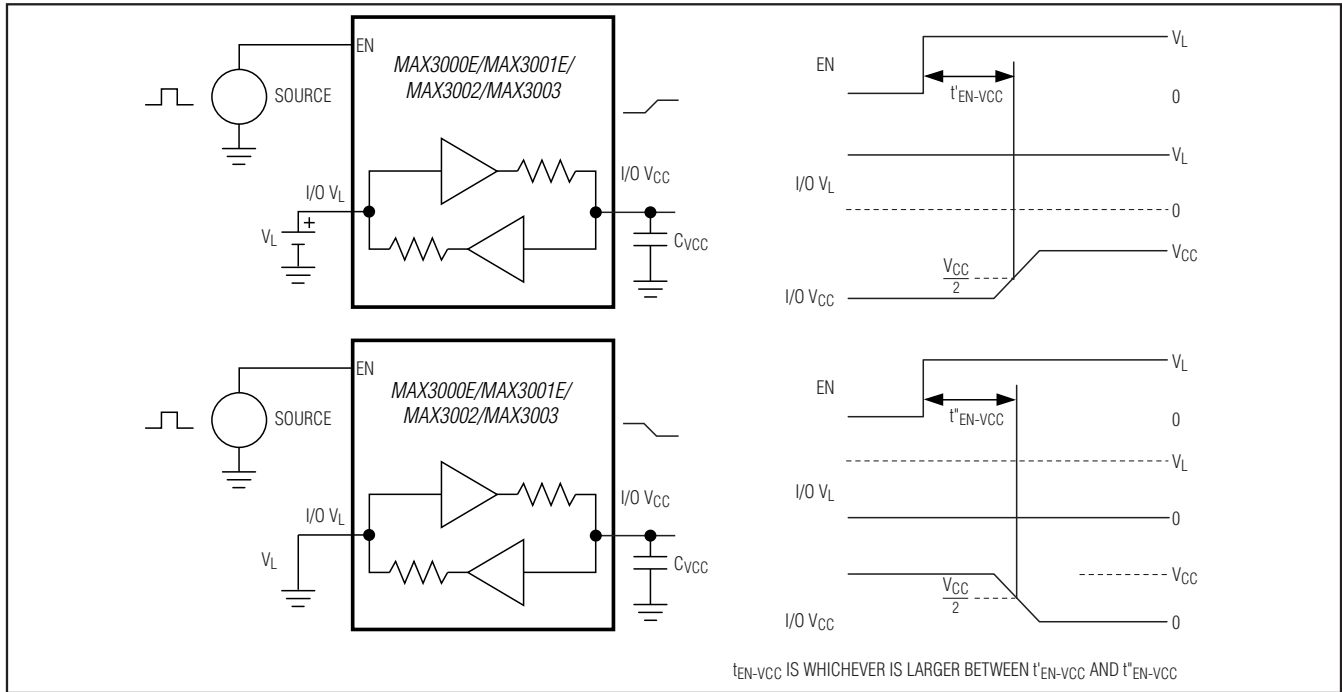 EN
SOURCE
MAX3000E/MAX3001E/
MAX3002/MAX3003
I/O VL
I/O VCC
VL
+
CVCC
EN
VL
t'EN-VCC
0
I/O VL
VL
0
VCC
2
I/O VCC
VCC
EN
SOURCE
MAX3000E/MAX3001E/
MAX3002/MAX3003
I/O VL
I/O VCC
VL
CVCC
EN
VL
t"EN-VCC
0
VL
I/O VL
0
VCC
VCC
2
I/O VCC
0
tEN-VCC IS WHICHEVER IS LARGER BETWEEN t'EN-VCC AND t"EN-VCC